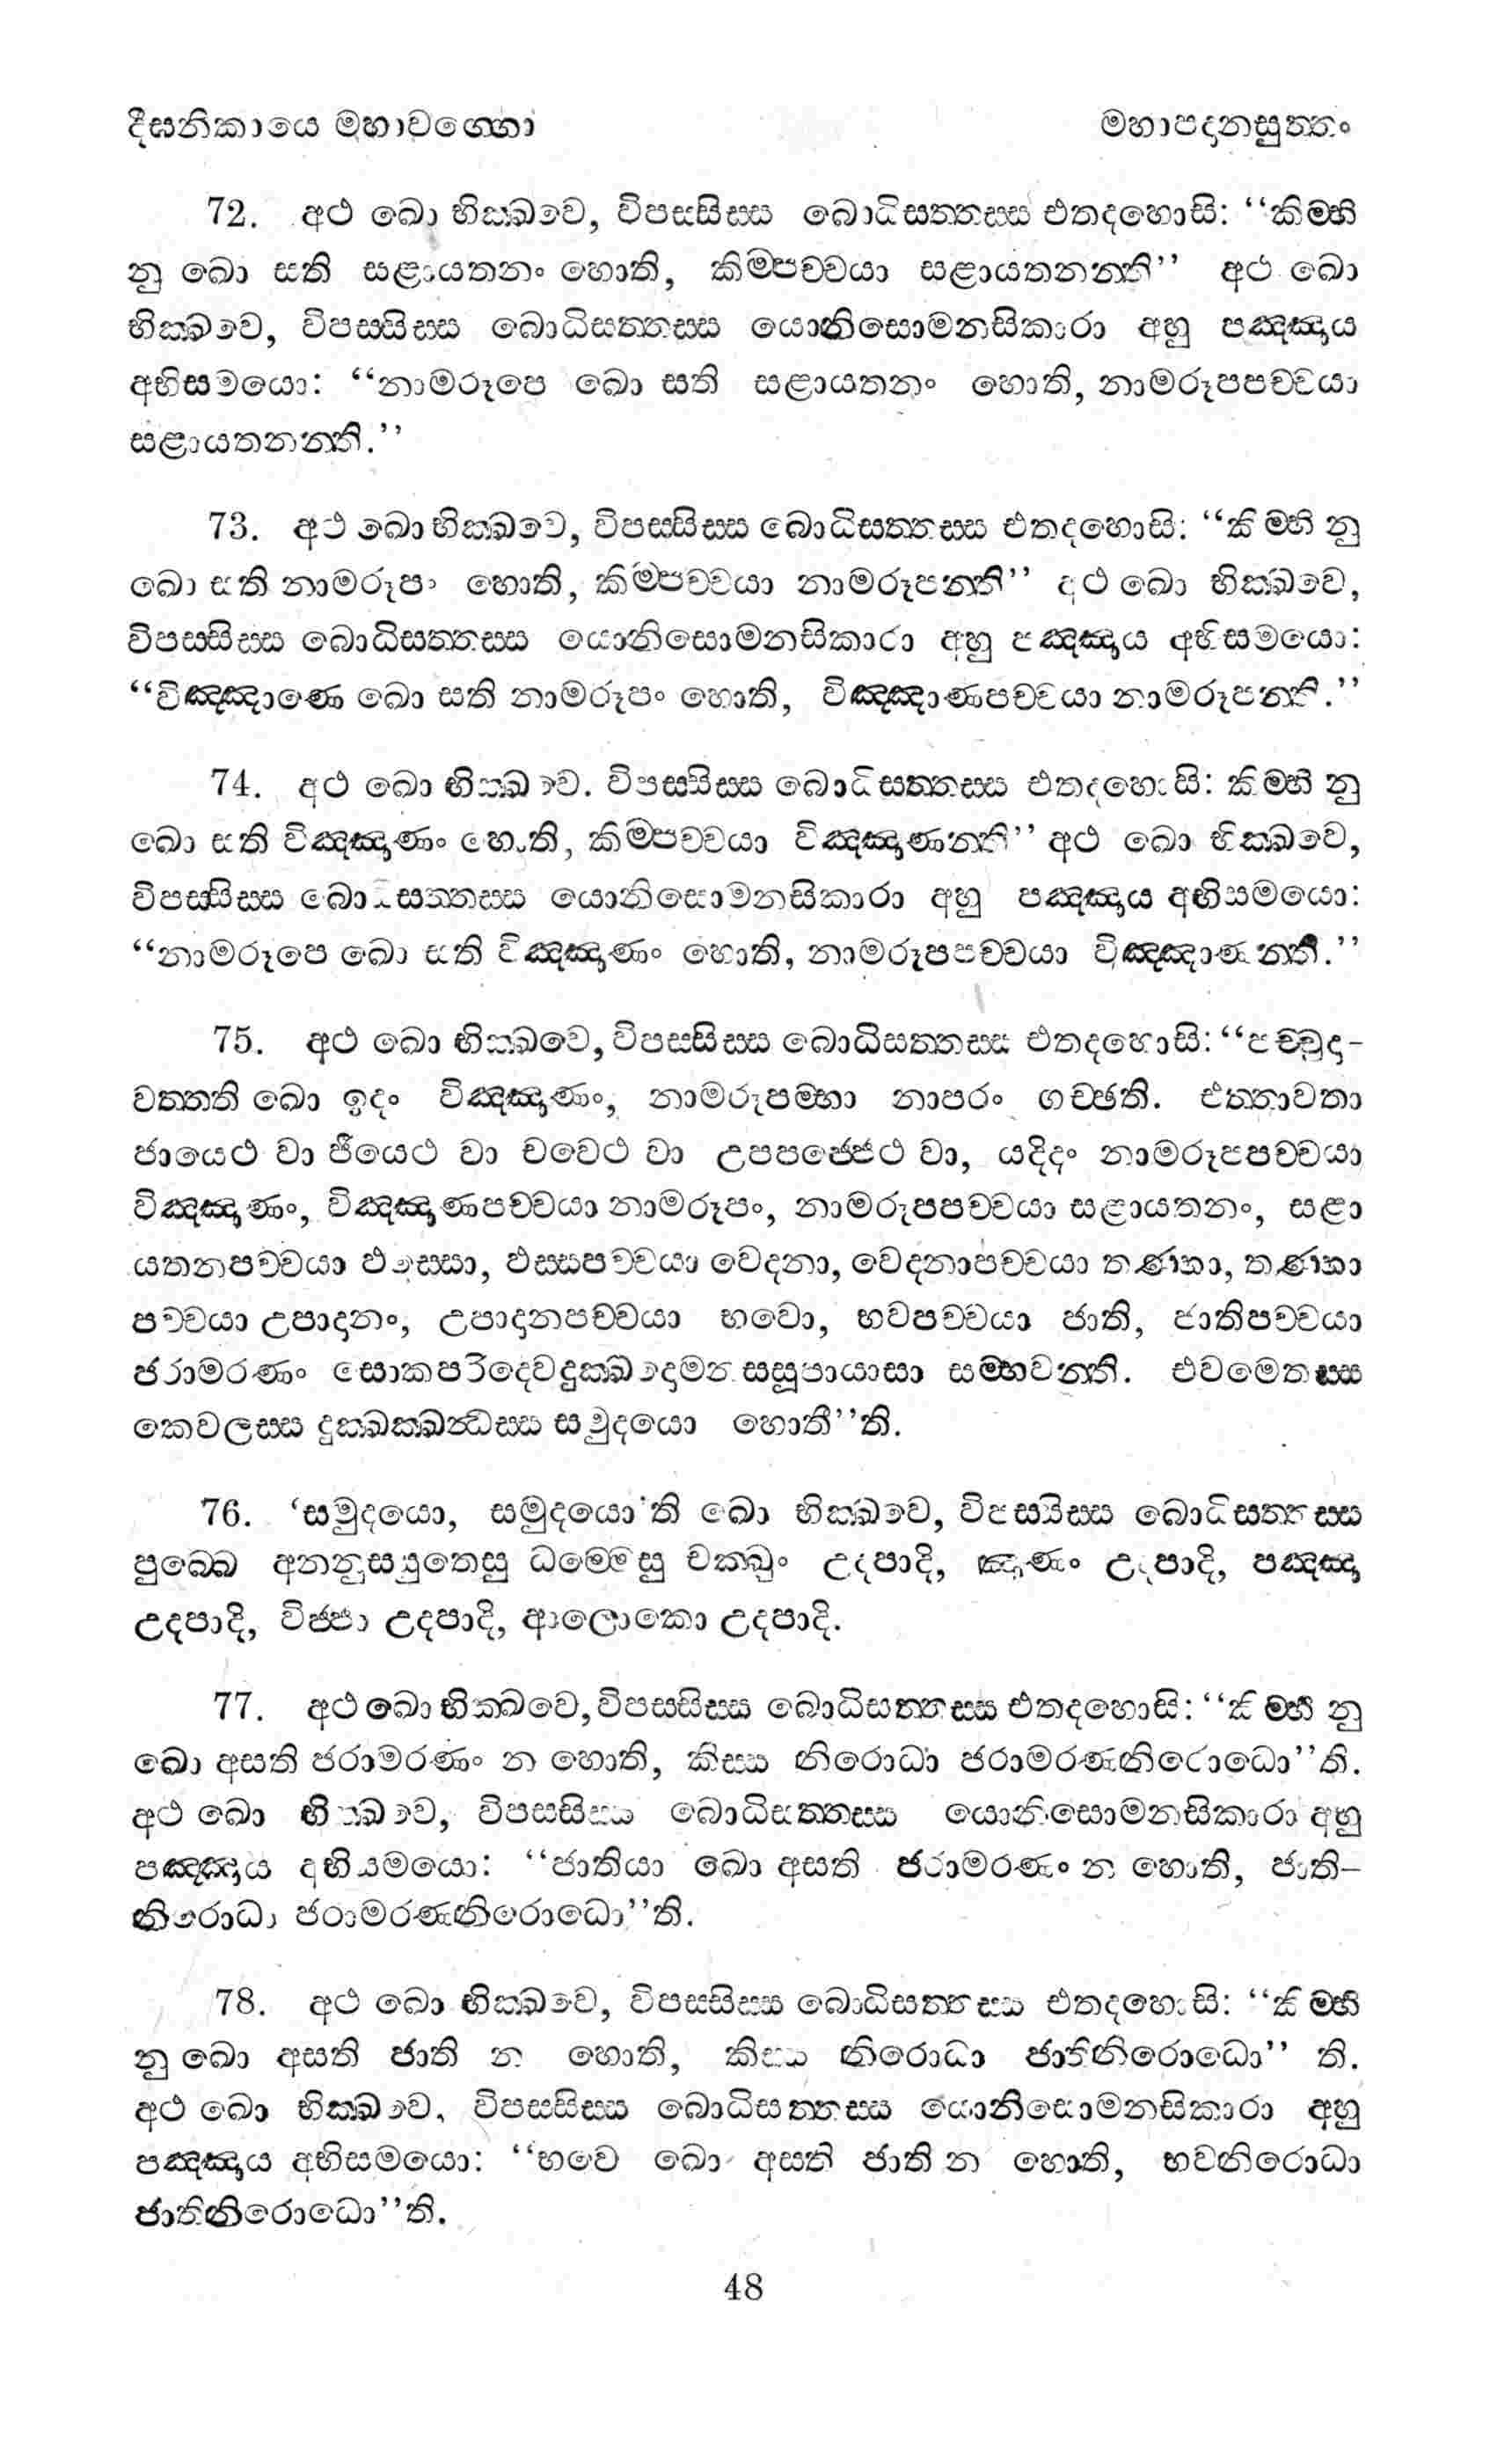 දීඝනිකායෙ මහාවග්ගො
මහාපදානසුත්තං
72. අථ ඛො භික්ඛවෙ, විපස්සිස්ස බොධිසත්තස්ස එතදහොසි: “කිම්හි
නු ඛො සති සළායතනං හොති, කිම්පච්චයා සළායතනන්ති” අථ ඛො
භික්ඛවෙ, විපස්සිස්ස බොධිසත්තස්ස යොනිසොමනසිකාරා අහු පඤ්ඤාය
අභිසමයො: “නාමරූපෙ ඛො සති සළායතනං හොති, නාමරූපපච්චයා
සළායතනන්ති.”
73. අථ ඛො භික්ඛවෙ, විපස්සිස්ස බොධිසත්තස්ස එතදහොසි: “කිම්හි නු
ඛො සති නාමරූපං හොති, කිම්පච්චයා නාමරූපන්ති” අථ ඛො භික්ඛවෙ,
විපස්සිස්ස බොධිසත්තස්ස යොනිසොමනසිකාරා අහු පඤ්ඤාය අභිසමයො:
“විඤ්ඤාණෙ ඛො සති නාමරූපං හොති, විඤ්ඤාණපච්චයා නාමරූපන්ති.”
74. අථ ඛො භික්ඛවෙ. විපස්සිස්ස බොධිසත්තස්ස එතදහොසි: කිම්හි නු
ඛො සති විඤ්ඤාණං හොති, කිම්පච්චයා විඤ්ඤාණන්ති” අථ ඛො භික්ඛවෙ,
විපස්සිස්ස බොධිසත්තස්ස යොනිසොමනසිකාරා අහු පඤ්ඤාය අභිසමයො:
“නාමරූපෙ ඛො සති විඤ්ඤාණං හොති, නාමරූපපච්චයා විඤ්ඤාණන්ති.”
75. අථ ඛො භික්ඛවෙ, විපස්සිස්ස බොධිසත්තස්ස එතදහොසි: “පච්චුදා-
වත්තති ඛො ඉදං විඤ්ඤාණං, නාමරූපම්හා නාපරං ගච්ඡති. එත්තාවතා
ජායෙථ වා ජීයෙථ වා චවෙථ වා උපපජ්ජෙථ වා, යදිදං නාමරූපපච්චයා
විඤ්ඤාණං, විඤ්ඤාණපච්චයා නාමරූපං, නාමරූපපච්චයා සළායතනං, සළා
යතනපච්චයා ඵස්සො, ඵස්සපච්චයා වෙදනා, වෙදනාපච්චයා තණ්හා, තණ්හා
පච්චයා උපාදානං, උපාදානපච්චයා භවො, භවපච්චයා ජාති, ජාතිපච්චයා
ජරාමරණං සොකපරිදෙවදුක්ඛදොමනස්සූපායාසා සම්භවන්ති. එවමෙතස්ස
කෙවලස්ස දුක්ඛක්ඛන්ධස්ස සමුදයො හොතී”ති.
76. ‘සමුදයො, සමුදයො’ති ඛො භික්ඛවෙ, විපස්සිස්ස බොධිසත්තස්ස
පුබ්බෙ අනනුස්සුතෙසු ධම්මෙසු චක්ඛුං උදපාදි, ඤාණං උදපාදි, පඤ්ඤා
උදපාදි, විජ්ජා උදපාදි, ආලොකො උදපාදි.
77. අථ ඛො භික්ඛවෙ, විපස්සිස්ස බොධිසත්තස්ස එතදහොසි: “කිම්හි නු
ඛො අසති ජරාමරණං න හොති, කිස්ස නිරොධා ජරාමරණනිරොධො”ති.
අථ ඛො භික්ඛවෙ, විපස්සිස්ස බොධිසත්තස්ස යොනිසොමනසිකාරා අහු
පඤ්ඤාය අභිසමයො: “ජාතියා ඛො අසති ජරාමරණං න හොති, ජාති-
නිරොධා ජරාමරණනිරොධො”ති.
78. අථ ඛො භික්ඛවෙ, විපස්සිස්ස බොධිසත්තස්ස එතදහොසි: “කිම්හි
නු ඛො අසති ජාති න හොති, කිස්ස නිරොධා ජාතිනිරොධො” ති.
අථ ඛො භික්ඛවෙ, විපස්සිස්ස බොධිසත්තස්ස යොනිසොමනසිකාරා අහු
පඤ්ඤාය අභිසමයො: “භවෙ ඛො අසති ජාති න හොති, භවනිරොධා
ජාතිනිරොධො”ති.
48